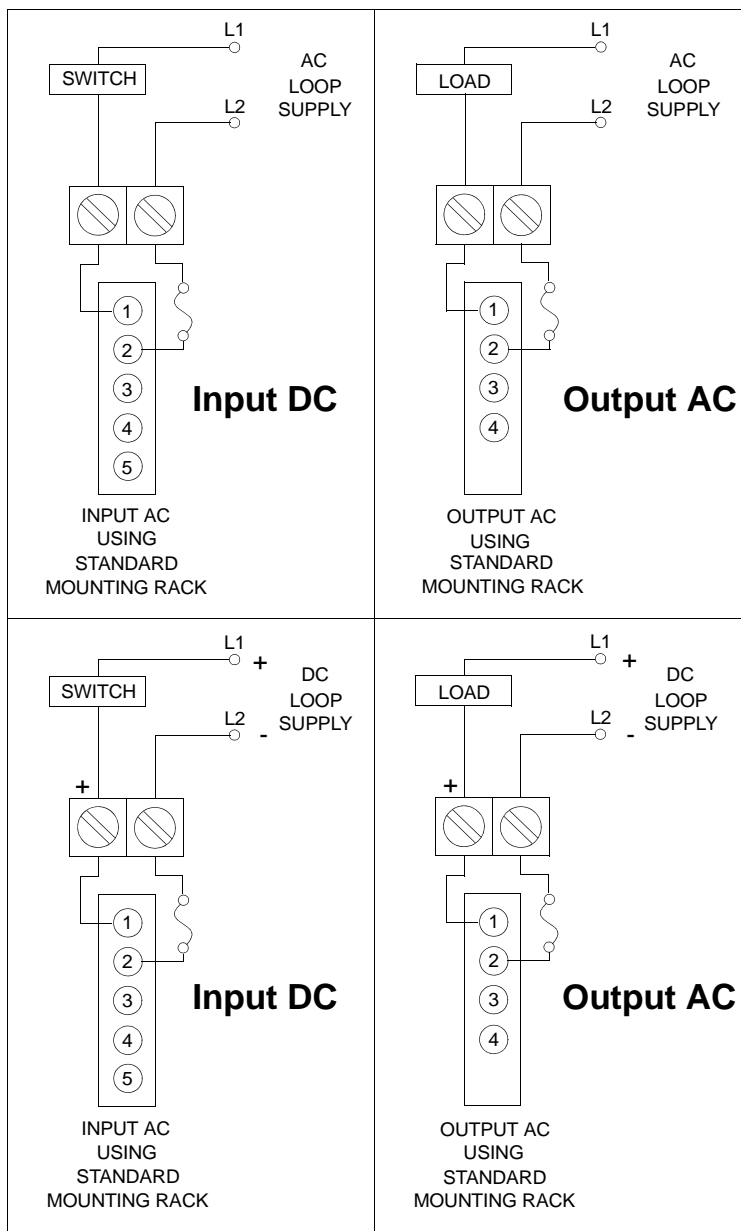 L1
SWITCH
AC
LOOP
SUPPLY
L2
1
2
3
4
5
Input DC
INPUT AC
USING
STANDARD
MOUNTING RACK
L1
LOAD
AC
LOOP
SUPPLY
L2
1
2
3
4
Output AC
OUTPUT AC
USING
STANDARD
MOUNTING RACK
L1
+
SWITCH
DC
LOOP
SUPPLY
L2
-
+
1
2
3
4
5
Input DC
INPUT AC
USING
STANDARD
MOUNTING RACK
L1
+
LOAD
DC
LOOP
SUPPLY
L2
-
+
1
2
3
4
Output AC
OUTPUT AC
USING
STANDARD
MOUNTING RACK